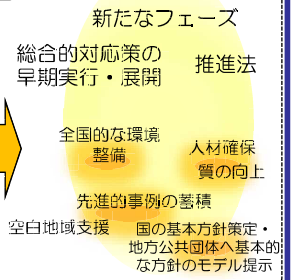 新たなフェーズ
総合的対応策の
早期実行・展開
推進法
全国的な環境
整備
人材確保
質の向上
先進的事例の蓄積
空白地域支援
国の基本方針策定・
地方公共団体へ基本的
な方針のモデル提示